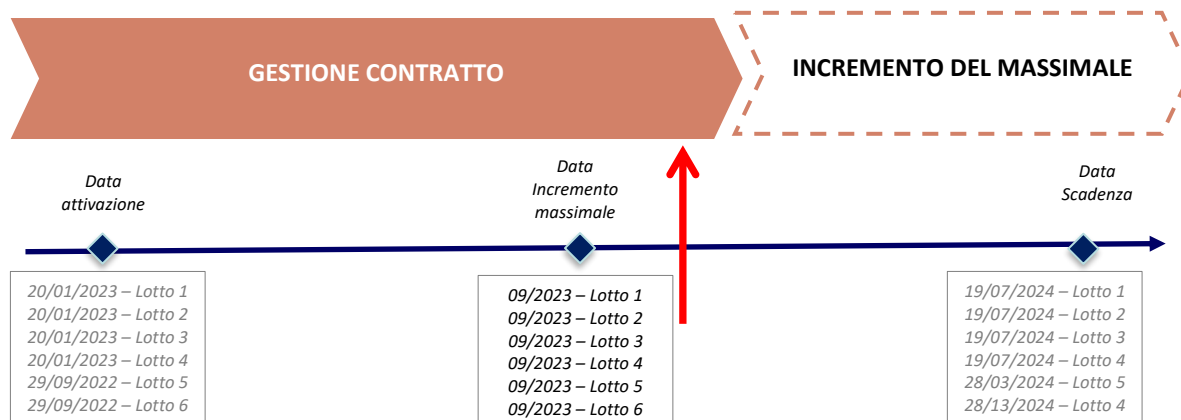 GESTIONE CONTRATTO
INCREMENTO DEL MASSIMALE
Data
attivazione
Data
Incremento
massimale
Data
Scadenza
20/01/2023 – Lotto 1
20/01/2023 – Lotto 2
20/01/2023 – Lotto 3
20/01/2023 – Lotto 4
29/09/2022 – Lotto 5
29/09/2022 – Lotto 6
09/2023 – Lotto 1
09/2023 – Lotto 2
09/2023 – Lotto 3
09/2023 – Lotto 4
09/2023 – Lotto 5
09/2023 – Lotto 6
19/07/2024 – Lotto 1
19/07/2024 – Lotto 2
19/07/2024 – Lotto 3
19/07/2024 – Lotto 4
28/03/2024 – Lotto 5
28/13/2024 – Lotto 4